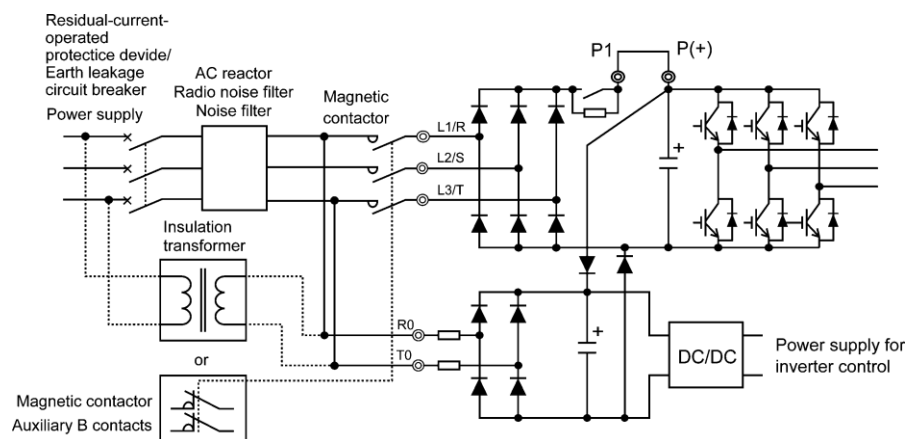 Residual-current-
operated
protectice devide/
Earth leakage
circuit breaker
Power supply
AC reactor
Radio noise filter
Noise filter
Magnetic
contactor
L1/R
L2/S
L3/T
P1
P(+)
+
Insulation
transformer
or
Magnetic contactor
Auxiliary B contacts
R0
T0
+
DC/DC
Power supply for
inverter control